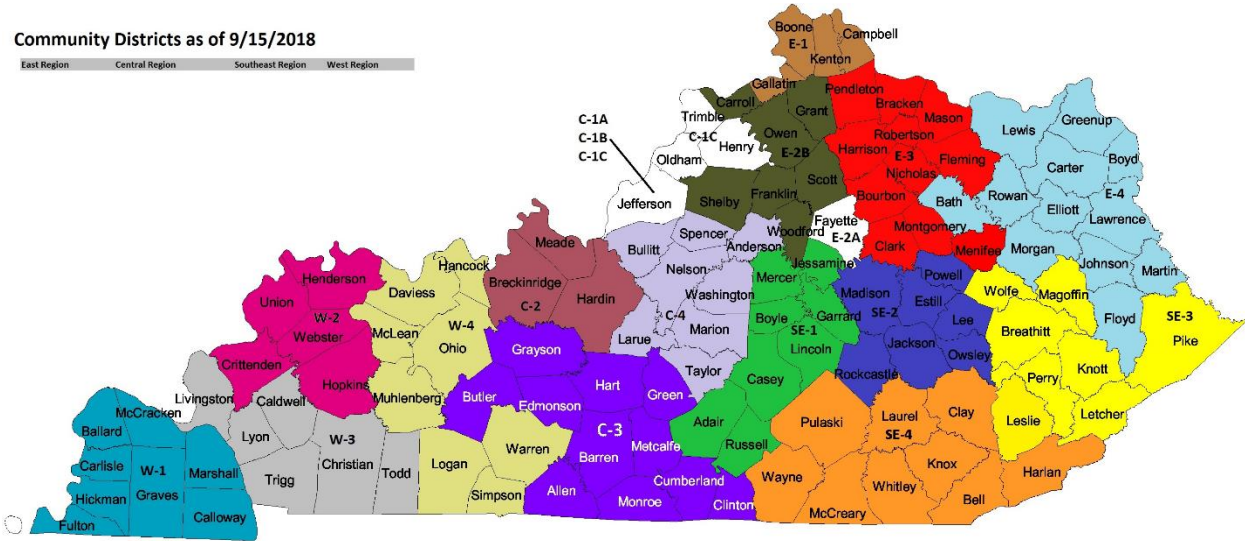 Community Districts as of 9/15/2018
East Region Central Region Southeast Region West Region
Boone
E-1
Campbell
Kenton
Gallatin
Pendleton
Carroll
Grant
Bracken
Mason
Trimble
C-1A
C-1B
C-1C
C-1C
Henry
Owen
E-2B
Robertson
Harrison
E-3
Fleming
Nicholas
Lewis
Greenup
Carter
Boyd
E-4
Oldham
Jefferson
Shelby
Franklin
Scott
Bourbon
Bath
Rowan
Elliott
Lawrence
Fayette
E-2A
Woodford
Montgomery
Clark
Menifee
Morgan
Johnson
Martin
Meade
Bullitt
Spencer
Anderson
Jessamine
Mercer
Powell
Hancock
Breckinridge
C-2
Hardin
Nelson
Washington
Madison
SE-2
Estill
Wolfe
Magoffin
Floyd
SE-3
Pike
Henderson
Union
W-2
Webster
Daviess
McLean
W-4
Ohio
Grayson
Larue
C-4
Marion
Boyle
SE-1
Garrard
Lincoln
Lee
Jackson
Owsley
Breathitt
Knott
Perry
Crittenden
Hopkins
Muhlenberg
Butler
Edmonson
Hart
Green
Taylor
Casey
Rockcastle
Leslie
Letcher
Livingston
Caldwell
Lyon
W-3
McCracken
Ballard
Carlisle
W-1
Graves
Marshall
Hickman
Fulton
Calloway
Trigg
Christian
Todd
Logan
Warren
Simpson
C-3
Barren
Metcalfe
Allen
Monroe
Cumberland
Clinton
Adair
Russell
Pulaski
Laurel
SE-4
Clay
Wayne
McCreary
Whitley
Knox
Bell
Harlan